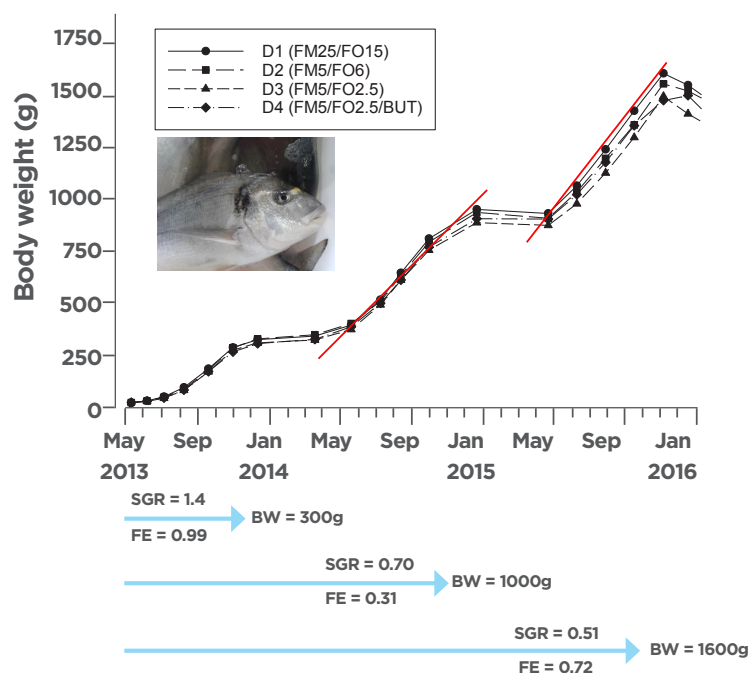 Body weight (g)
1750
1500
1250
1000
750
500
250
0
D1 (FM25/FO15)
D2 (FM5/FO6)
D3 (FM5/FO2.5)
D4 (FM5/FO2.5/BUT)
May Sep Jan May Sep Jan May Sep Jan
2013 2014 2015 2016
SGR = 1.4
BW = 300g
FE = 0.99
SGR = 0.70
BW = 1000g
FE = 0.31
SGR = 0.51
BW = 1600g
FE = 0.72